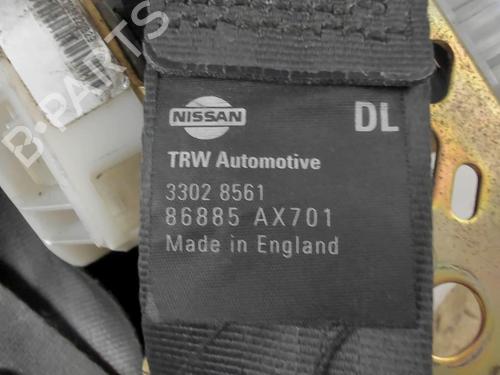 NISSAN
DL
TRW Automotive
3302 8561
86885 AX701
Made in England
B-PARTS